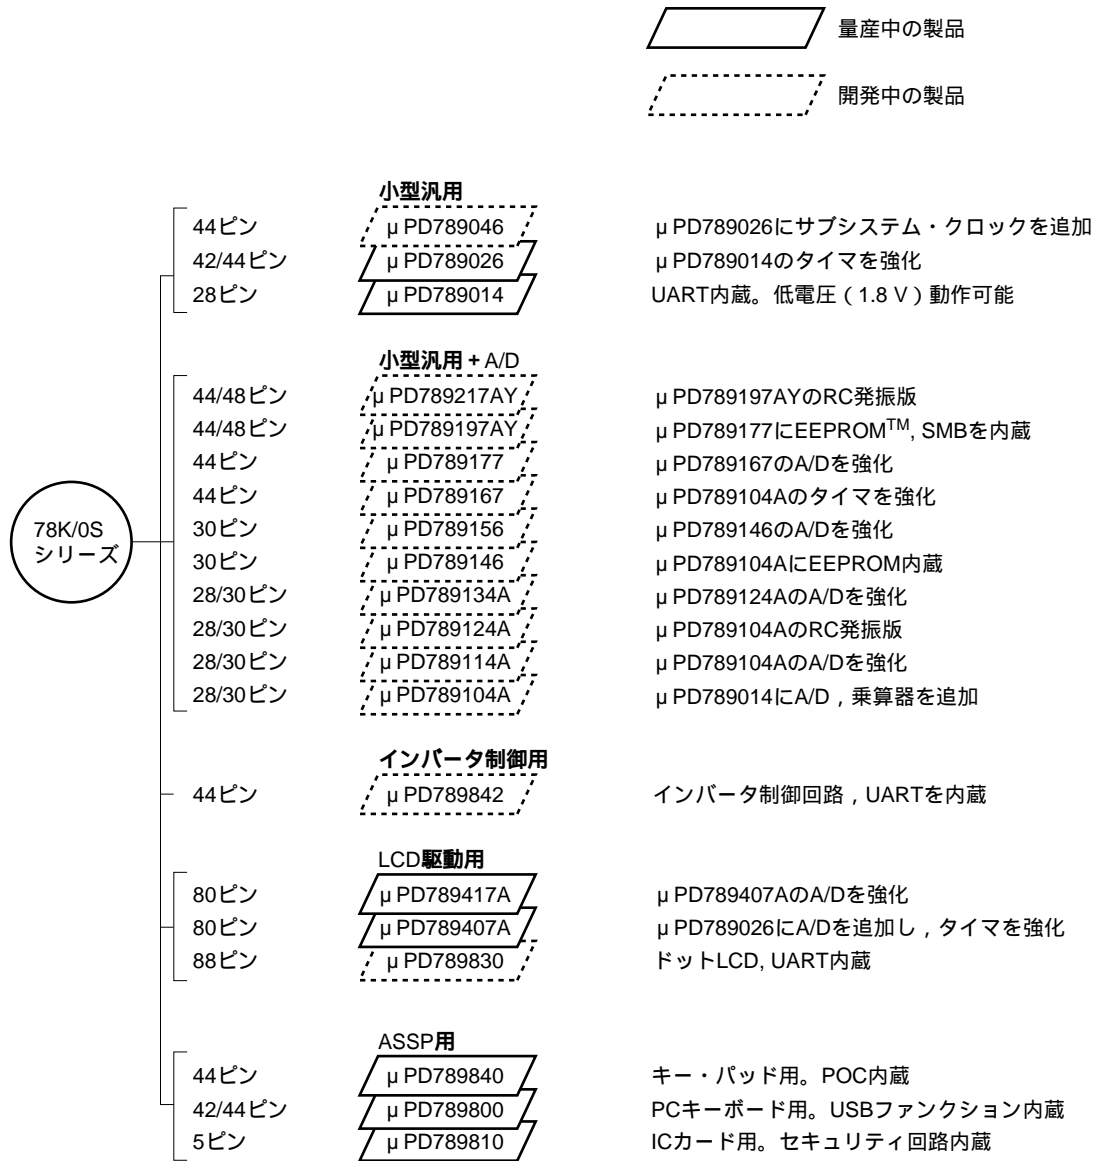 量産中の製品
開発中の製品
小型汎用
44ピン μPD789046 μPD789026にサブシステム・クロックを追加
42/44ピン μPD789026 μPD789014のタイマを強化
28ピン μPD789014 UART内蔵。低電圧（1.8 V）動作可能
小型汎用+A/D
44/48ピン μPD789217AY μPD789197AYのRC発振版
44/48ピン μPD789197AY μPD789177にEEPROM™, SMBを内蔵
44ピン μPD789177 μPD789167のA/Dを強化
44ピン μPD789167 μPD789104Aのタイマを強化
30ピン μPD789156 μPD789146のA/Dを強化
30ピン μPD789146 μPD789104AにEEPROM内蔵
28/30ピン μPD789134A μPD789124AのA/Dを強化
28/30ピン μPD789124A μPD789104AのRC発振版
28/30ピン μPD789114A μPD789104AのA/Dを強化
28/30ピン μPD789104A μPD789014にA/D，乗算器を追加
78K/0S
シリーズ
インバータ制御用
44ピン μPD789842 インバータ制御回路，UARTを内蔵
LCD駆動用
80ピン μPD789417A μPD789407AのA/Dを強化
80ピン μPD789407A μPD789026にA/Dを追加し，タイマを強化
88ピン μPD789830 ドットLCD, UART内蔵
ASSP用
44ピン μPD789840 キー・パッド用。POC内蔵
42/44ピン μPD789800 PCキーボード用。USBファンクション内蔵
5ピン μPD789810 ICカード用。セキュリティ回路内蔵